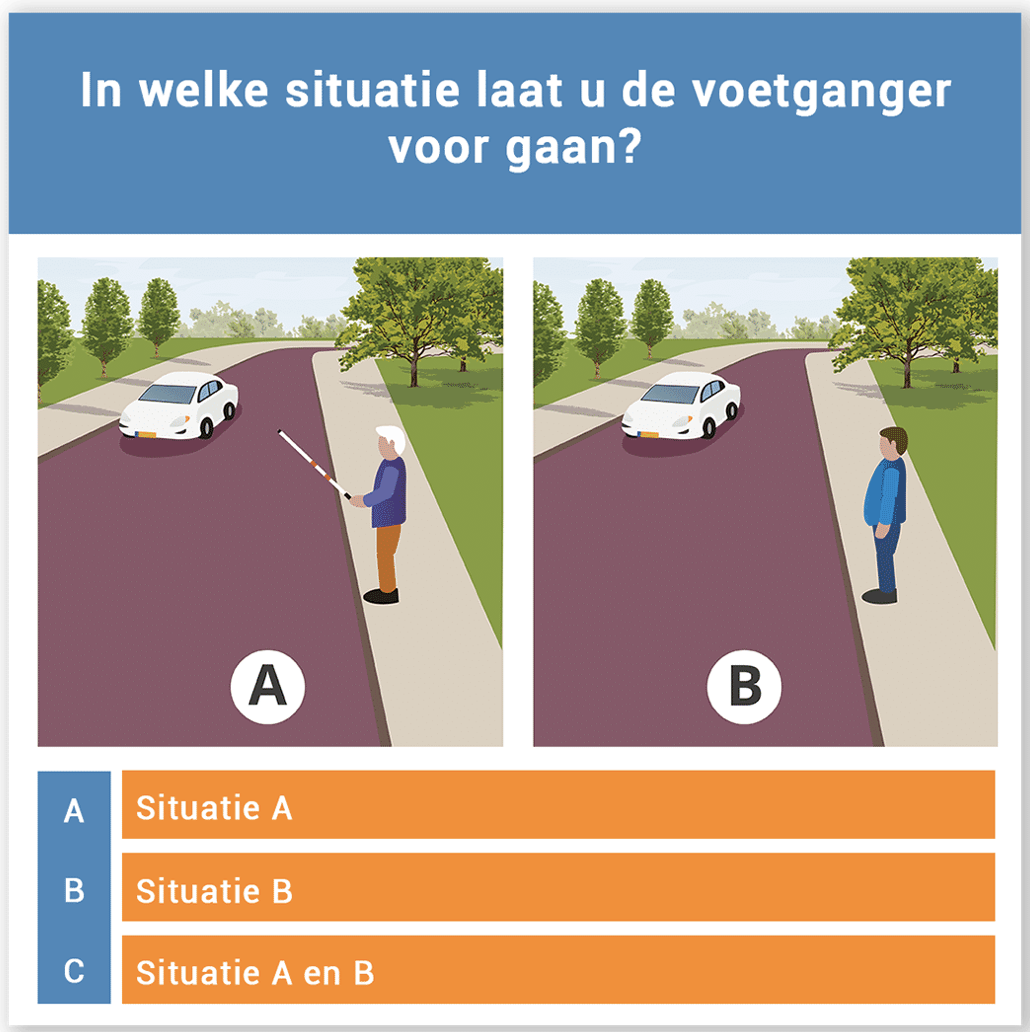 In welke situatie laat u de voetganger
voor gaan?
A
B
A
Situatie A
B
Situatie B
C
Situatie A en B